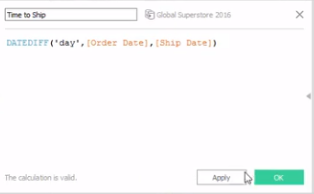 Time to Ship
Global Superstore 2016
DATEDIFF('day',[Order Date],[Ship Date])
The calculation is valid.
Apply
OK